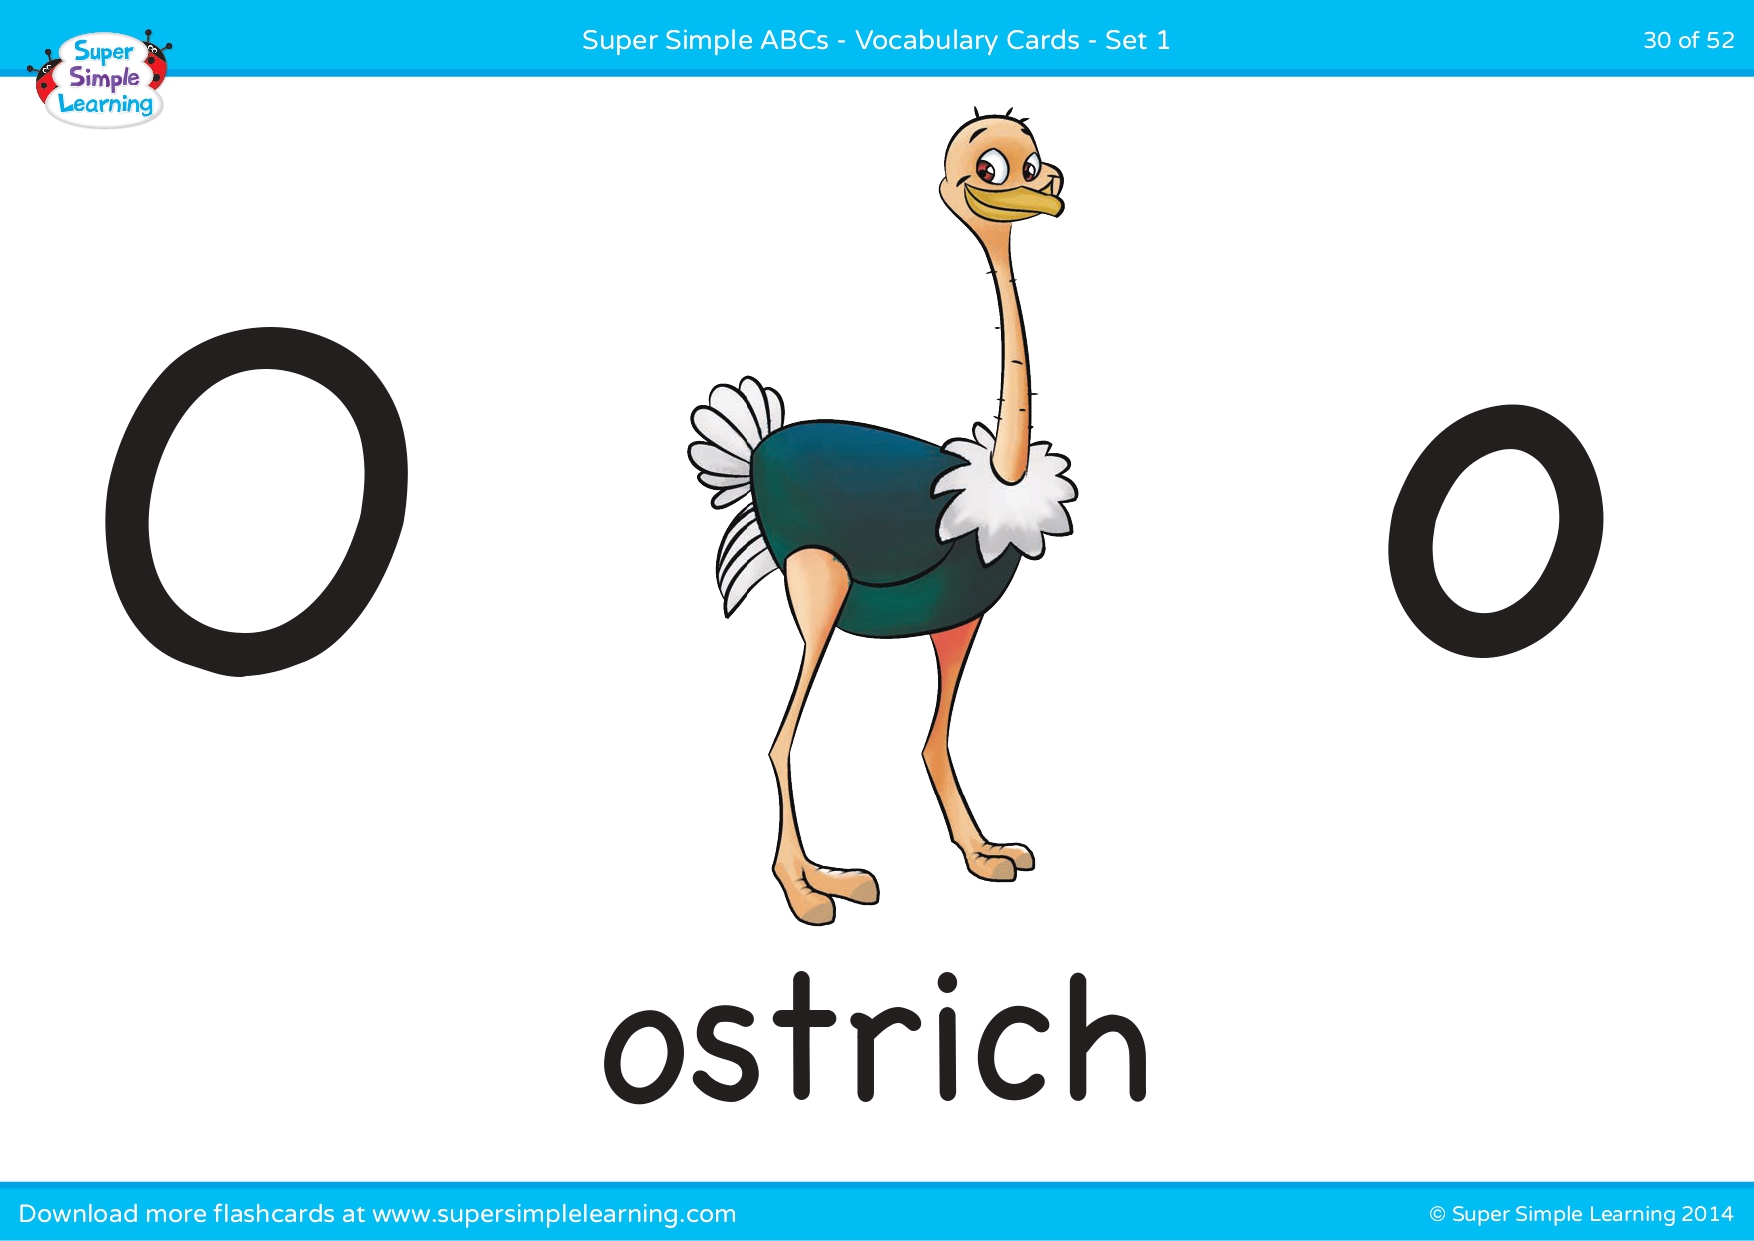 Super Simple ABCs - Vocabulary Cards - Set 1
30 of 52
Super
Simple
Learning
O
o
ostrich
Download more flashcards at www.supersimplelearning.com
© Super Simple Learning 2014